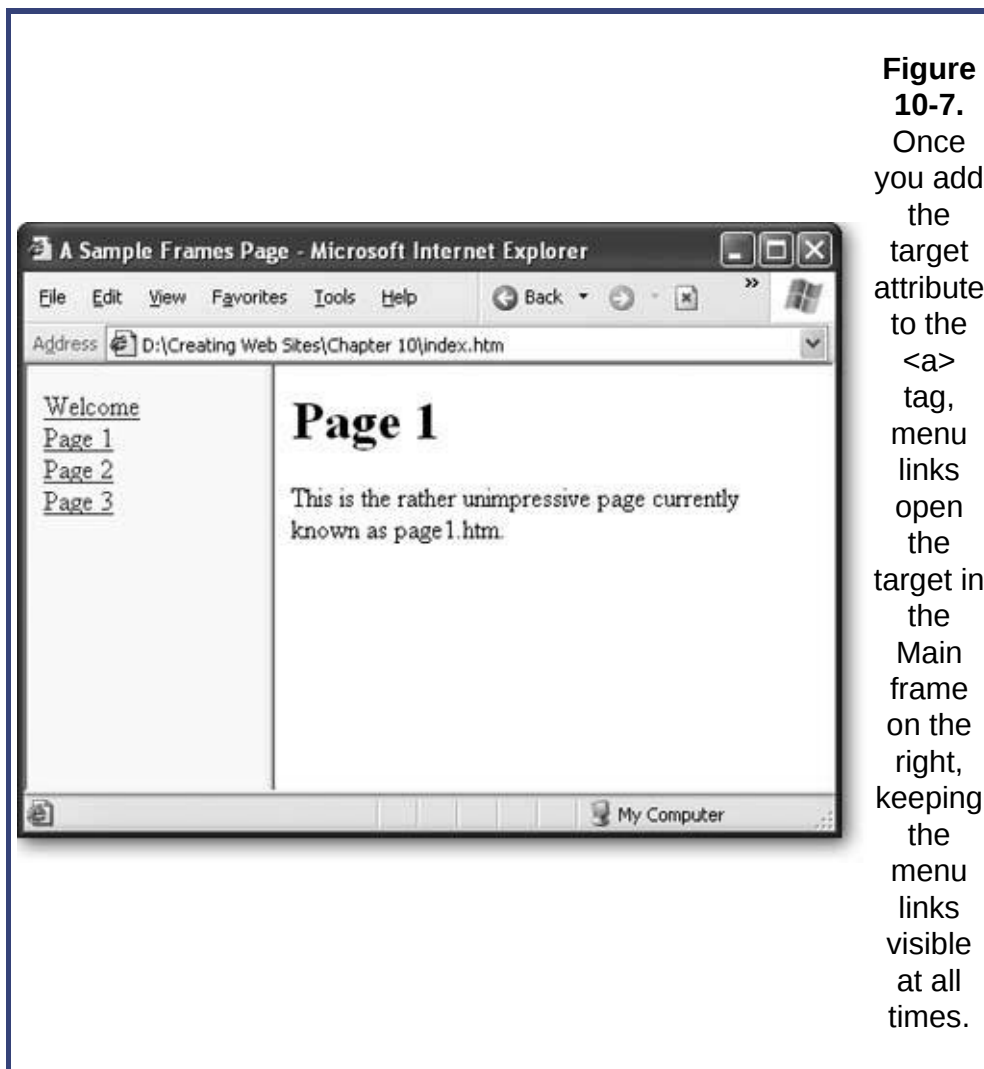 A Sample Frames Page - Microsoft Internet Explorer
File Edit View Favorites Tools Help Back »
Address D:\Creating Web Sites\Chapter 10\index.htm
Welcome
Page 1
Page 2
Page 3
Page 1
This is the rather unimpressive page currently
known as page1.htm.
My Computer
Figure
10-7.
Once
you add
the
target
attribute
to the
<a>
tag,
menu
links
open
the
target in
the
Main
frame
on the
right,
keeping
the
menu
links
visible
at all
times.